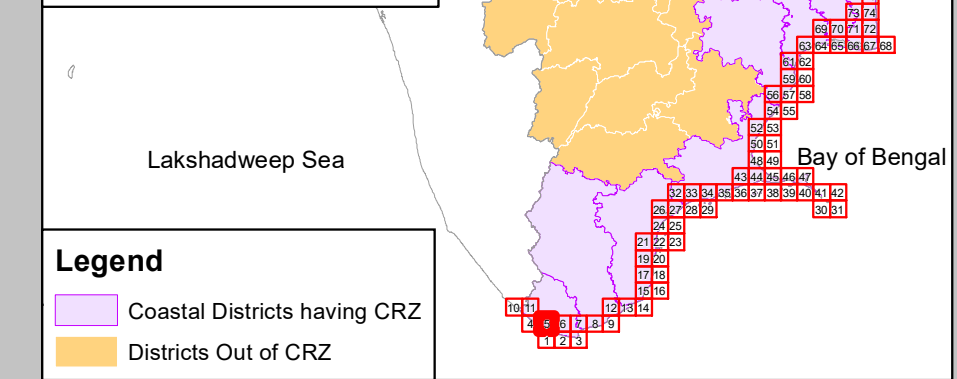 73 74
69 70 71 72
63 64 65 66 67 68
61 62
59 60
56 57 58
54 55
52 53
50 51
48 49
Lakshadweep Sea
Bay of Bengal
43 44 45 46 47
32 33 34 35 36 37 38 39 40 41 42
26 27 28 29
30 31
24 25
21 22 23
19 20
17 18
15 16
10 11
12 13 14
4 5 6 7 8 9
1 2 3
Legend
Coastal Districts having CRZ
Districts Out of CRZ